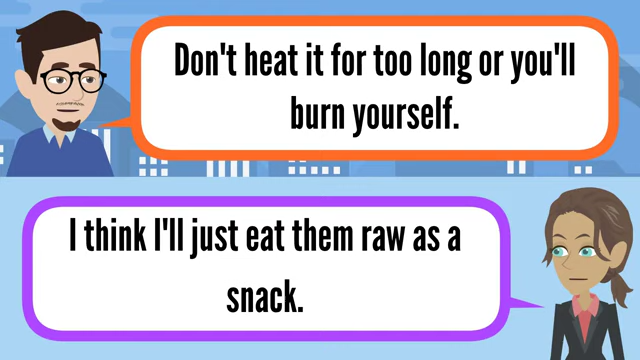 Don't heat it for too long or you'll
burn yourself.
I think I'll just eat them raw as a
snack.